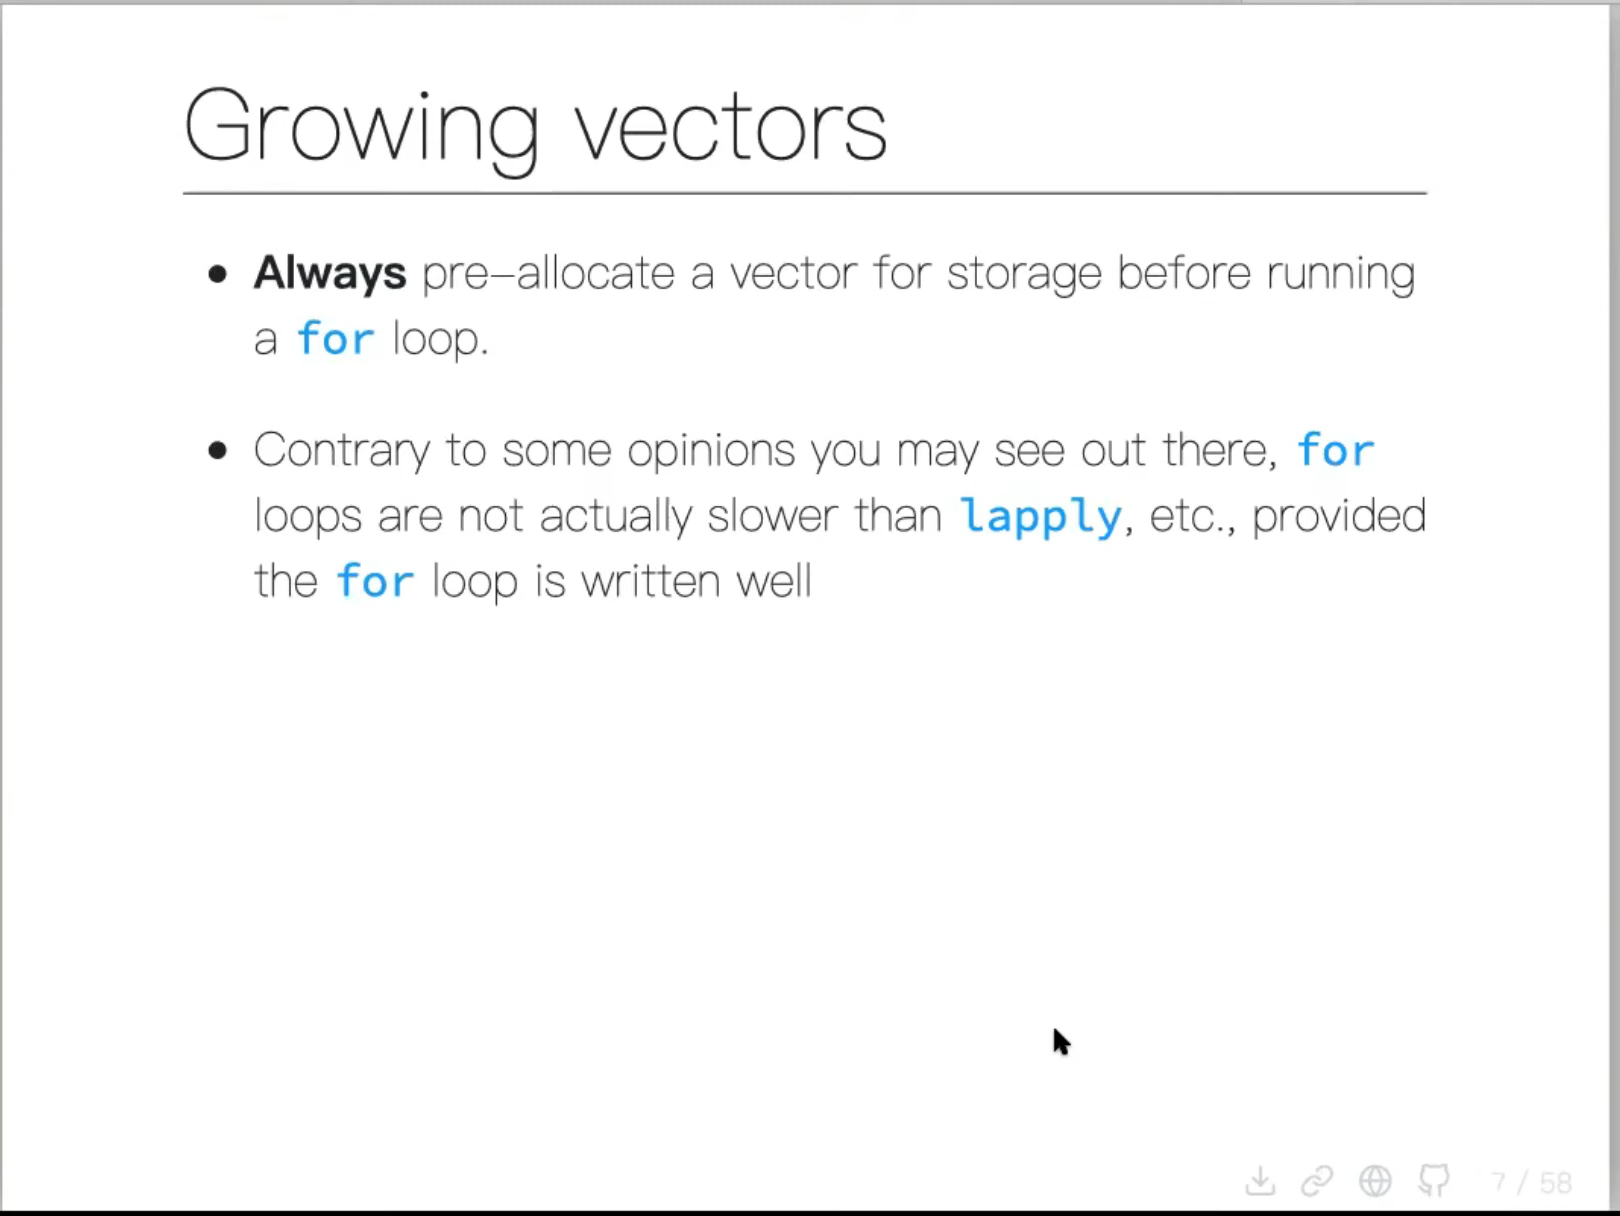 Growing vectors
• Always pre–allocate a vector for storage before running
a for loop.
• Contrary to some opinions you may see out there, for
loops are not actually slower than lapply, etc., provided
the for loop is written well
7 / 58